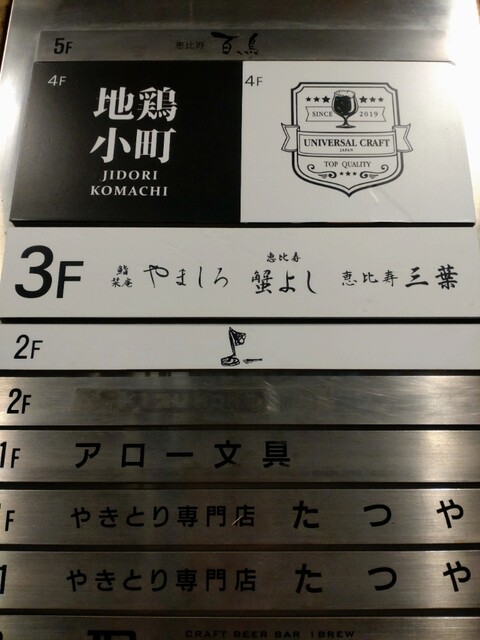 5F 恵比寿 百鳥
4F
地鶏
小町
JIDORI
KOMACHI
4F
SINCE 2019
UNIVERSAL CRAFT
JAPAN
TOP QUALITY
3F 鮨 菜庵 やましろ 恵比寿 蟹よし 恵比寿 三葉
2F
2F
1F アロー文具
F やきとり専門店 たつや
1 やきとり専門店 たつや
CRAFT BEER BAR IBREW